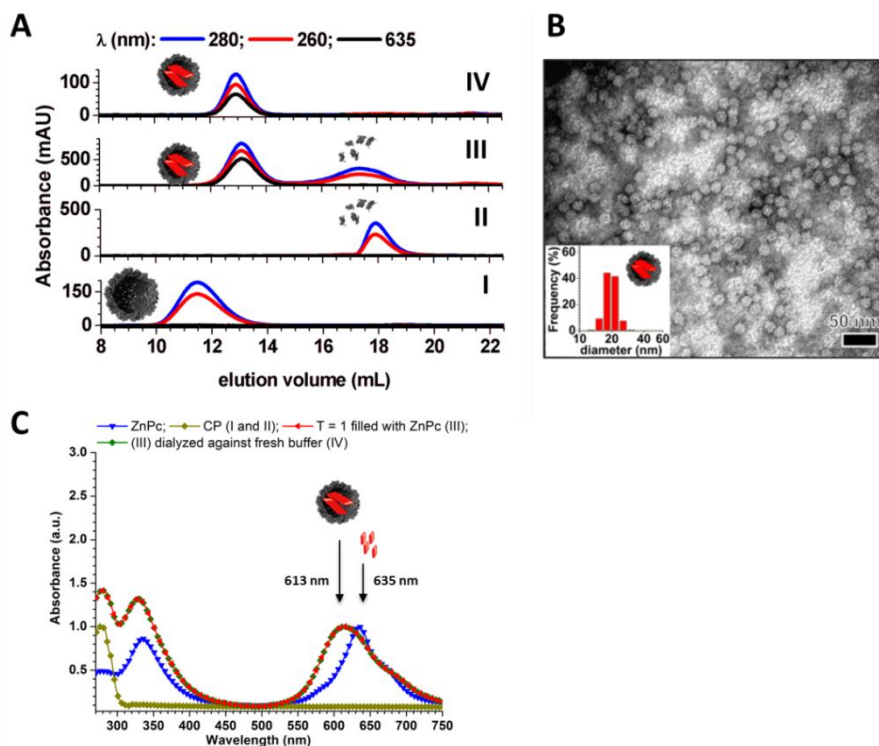 A
λ (nm): 280; 260; 635
B
Absorbance (mAU)
100
0
IV
500
0
III
500
0
II
150
0
I
8 10 12 14 16 18 20 22
elution volume (mL)
Frequency (%)
60
40
20
0
10 20 40 60
diameter (nm)
50 nm
C
ZnPc; CP (I and II); T = 1 filled with ZnPc (III);
(III) dialyzed against fresh buffer (IV)
Absorbance (a.u.)
3.0
2.5
2.0
1.5
1.0
0.5
613 nm
635 nm
300 350 400 450 500 550 600 650 700 750
Wavelength (nm)